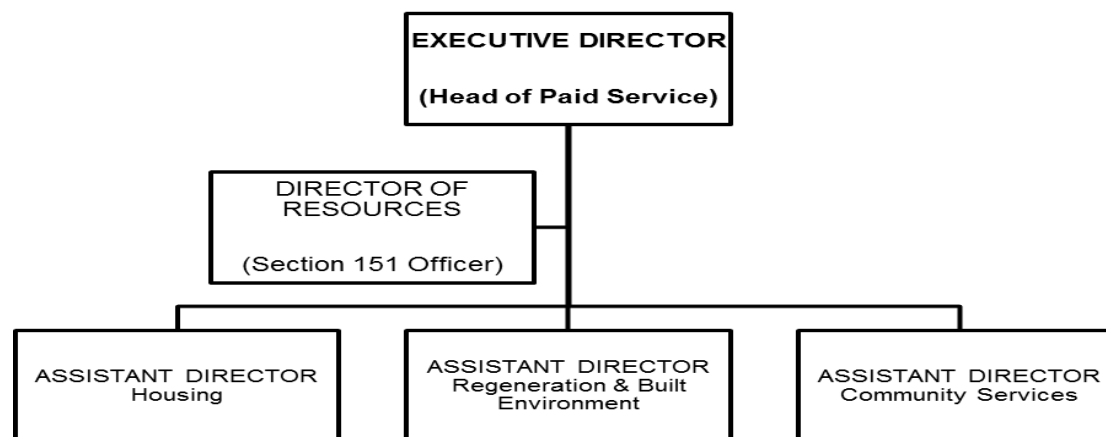 EXECUTIVE DIRECTOR
(Head of Paid Service)
DIRECTOR OF
RESOURCES
(Section 151 Officer)
ASSISTANT DIRECTOR
Housing
ASSISTANT DIRECTOR
Regeneration & Built
Environment
ASSISTANT DIRECTOR
Community Services